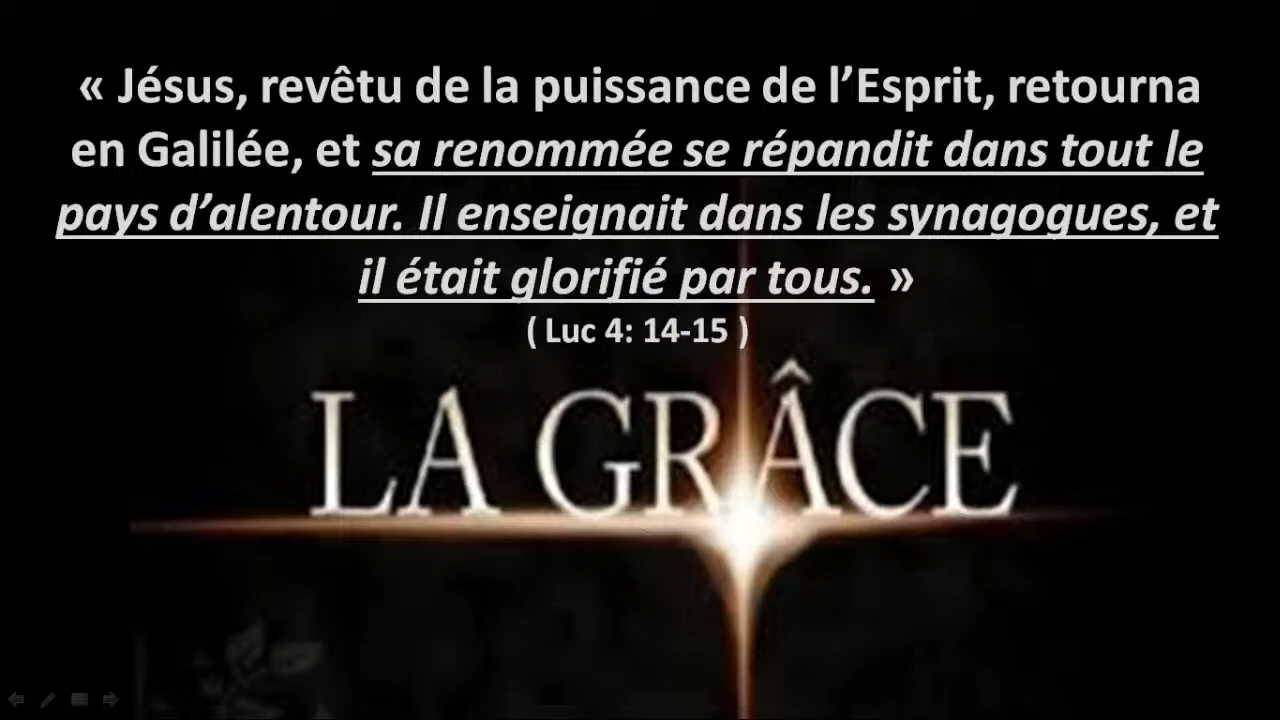 « Jésus, revêtu de la puissance de l’Esprit, retourna
en Galilée, et sa renommée se répandit dans tout le
pays d’alentour. Il enseignait dans les synagogues, et
il était glorifié par tous. »
( Luc 4: 14-15 )
LA GRÂCE